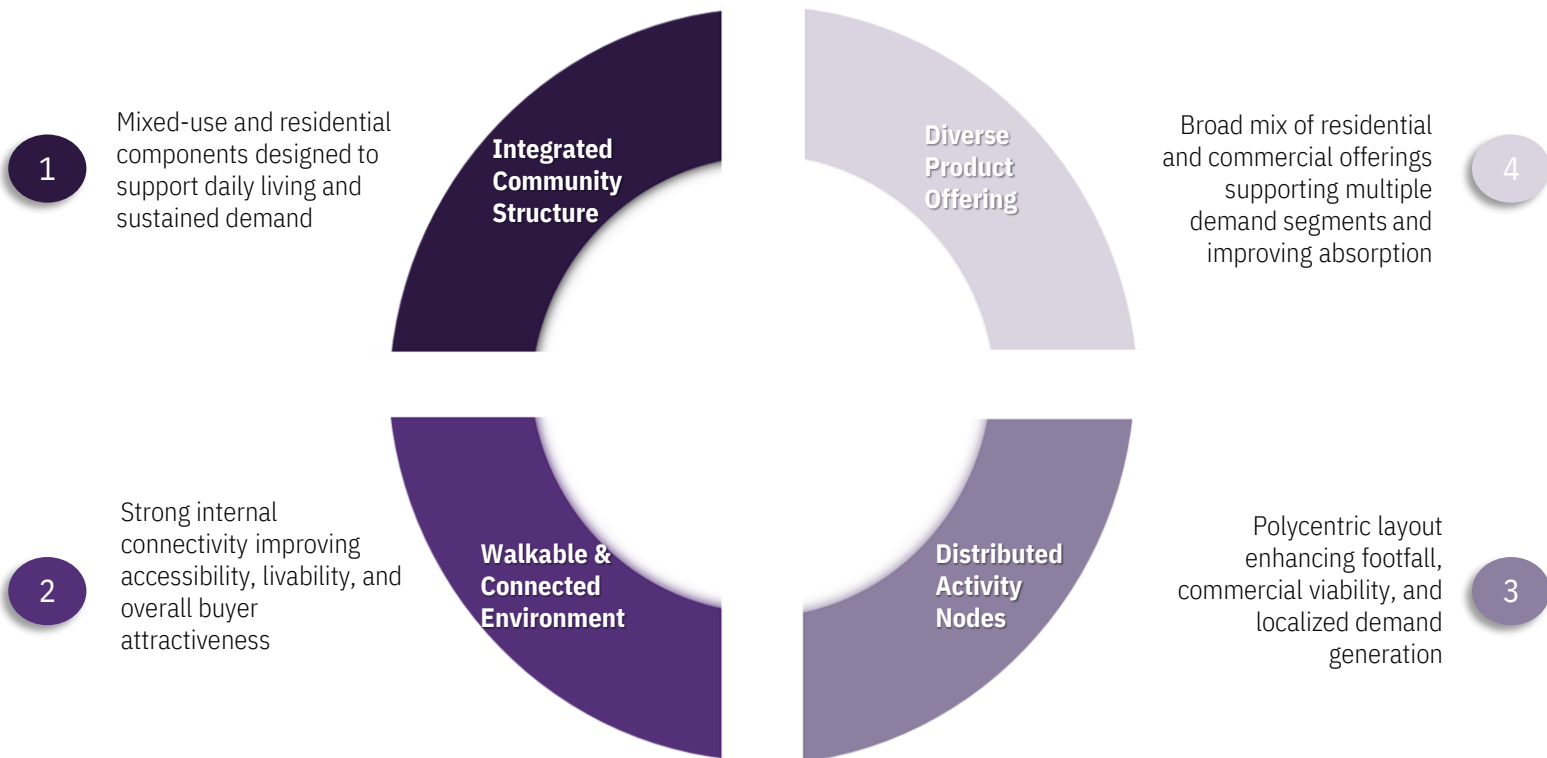 1
Mixed-use and residential
components designed to
support daily living and
sustained demand
Integrated
Community
Structure
Diverse
Product
Offering
Broad mix of residential
and commercial offerings
supporting multiple
demand segments and
improving absorption
4
2
Strong internal
connectivity improving
accessibility, livability, and
overall buyer
attractiveness
Walkable &
Connected
Environment
Distributed
Activity
Nodes
Polycentric layout
enhancing footfall,
commercial viability, and
localized demand
generation
3